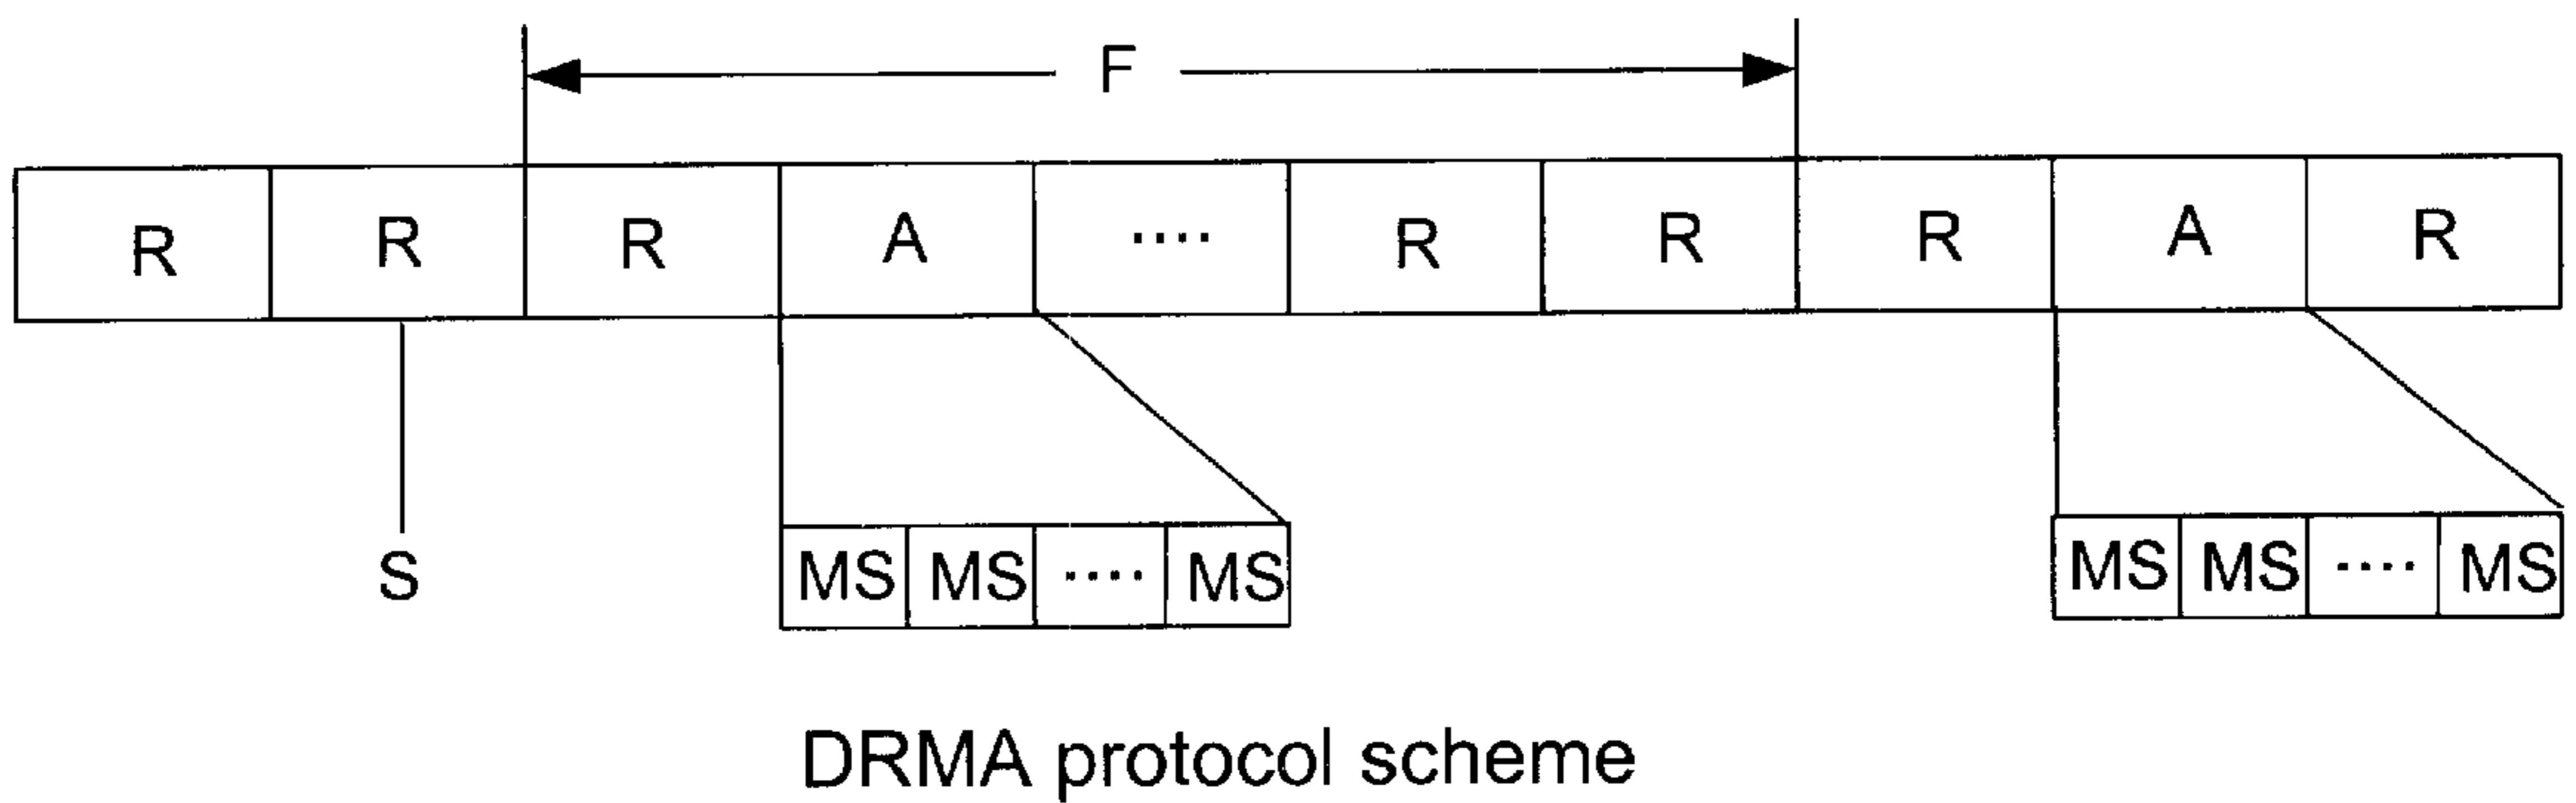 F
R R R A .... R R R A R
S
MS MS .... MS MS MS .... MS
DRMA protocol scheme